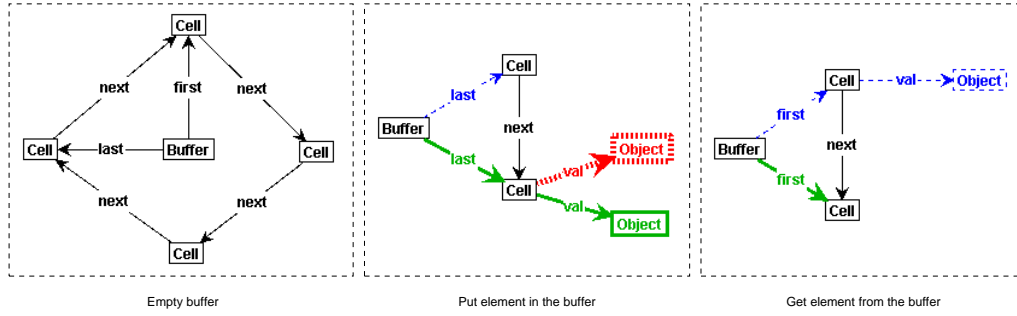 Cell
next
first
next
Cell
last
Buffer
Cell
next
next
Cell
Empty buffer
Cell
last
Buffer
next
last
Object
val
Cell
val
Object
Put element in the buffer
Cell
val
Object
first
Buffer
next
first
Cell
Get element from the buffer